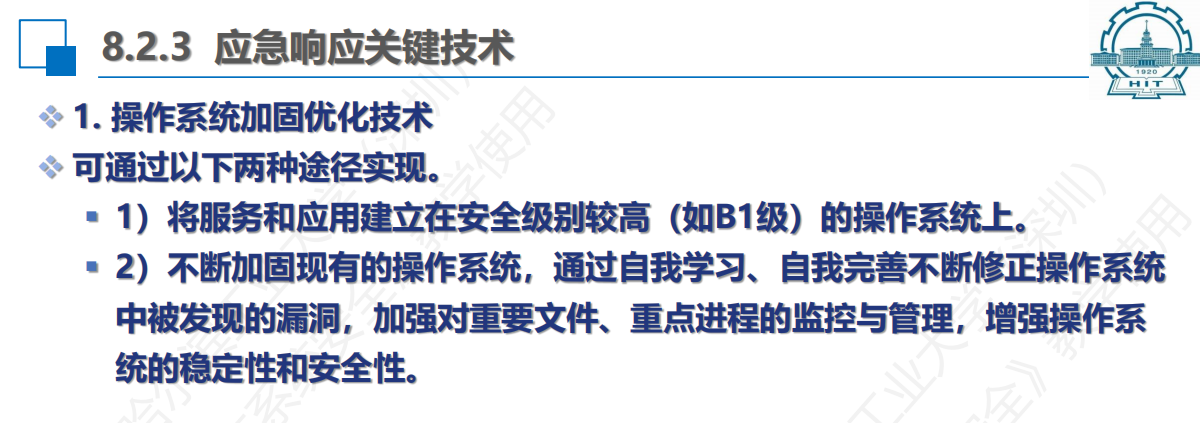 8.2.3 应急响应关键技术
1920
HIT
1. 操作系统加固优化技术
可通过以下两种途径实现。
1）将服务和应用建立在安全级别较高（如B1级）的操作系统上。
2）不断加固现有的操作系统，通过自我学习、自我完善不断修正操作系统
中被发现的漏洞，加强对重要文件、重点进程的监控与管理，增强操作系
统的稳定性和安全性。